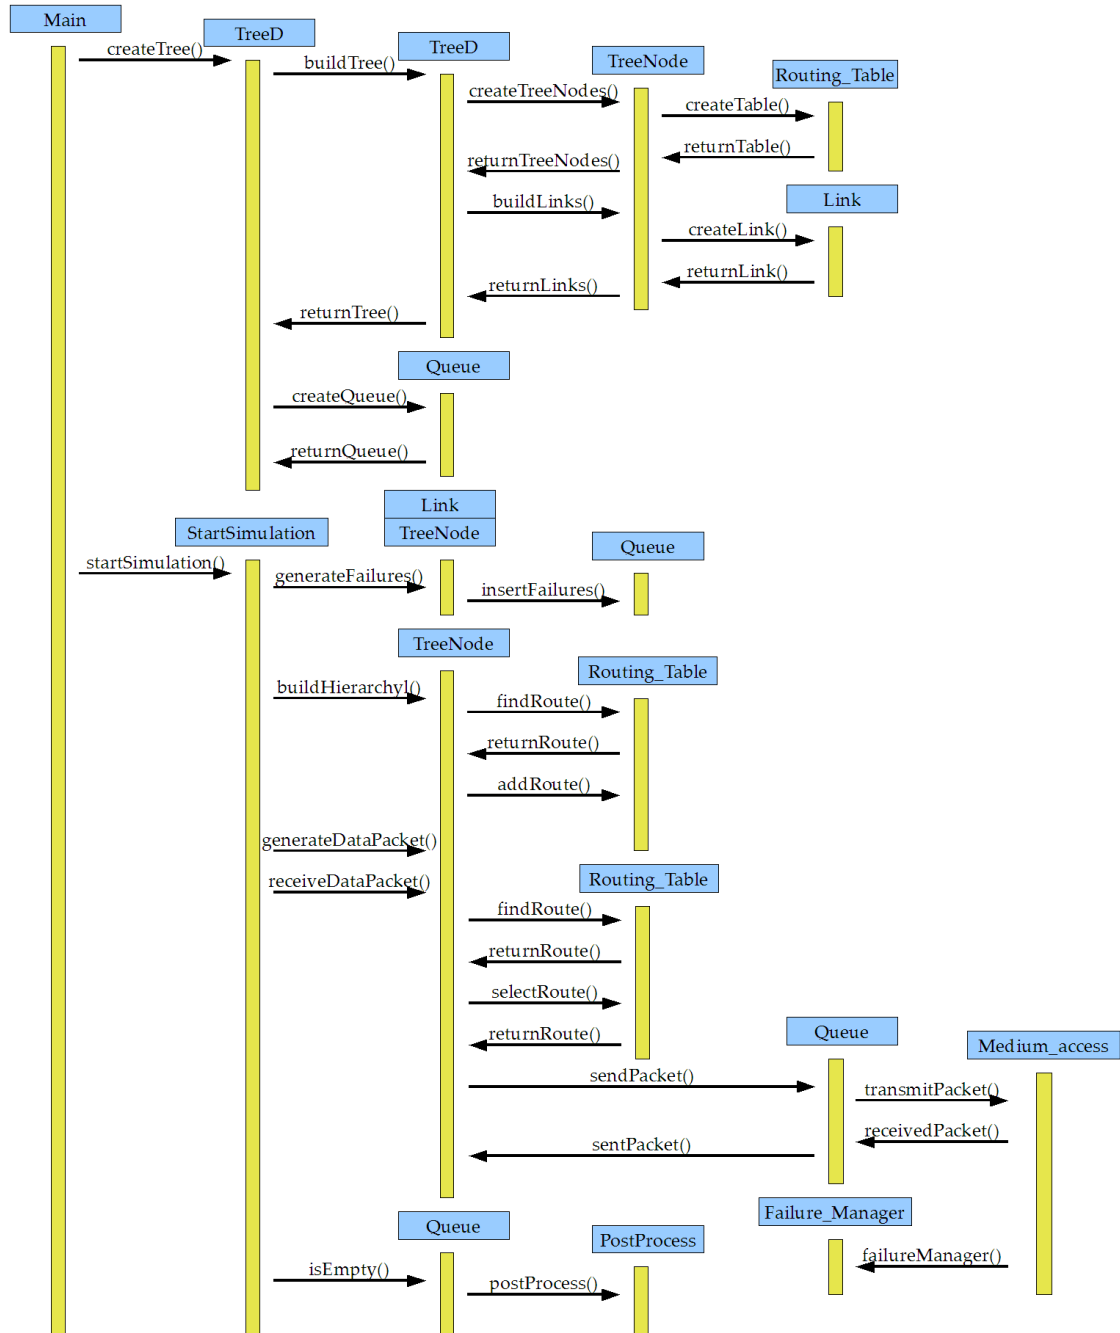 Main
TreeD
TreeD
TreeNode
Routing_Table
createTree()
buildTree()
createTreeNodes()
createTable()
returnTable()
returnTreeNodes()
Link
buildLinks()
createLink()
returnLink()
returnLinks()
returnTree()
Queue
createQueue()
returnQueue()
Link
StartSimulation
TreeNode
Queue
startSimulation()
generateFailures()
insertFailures()
TreeNode
Routing_Table
buildHierarchyl()
findRoute()
returnRoute()
addRoute()
generateDataPacket()
receiveDataPacket()
Routing_Table
findRoute()
returnRoute()
selectRoute()
returnRoute()
Queue
Medium_access
sendPacket()
transmitPacket()
receivedPacket()
sentPacket()
Failure_Manager
Queue
PostProcess
failureManager()
isEmpty()
postProcess()